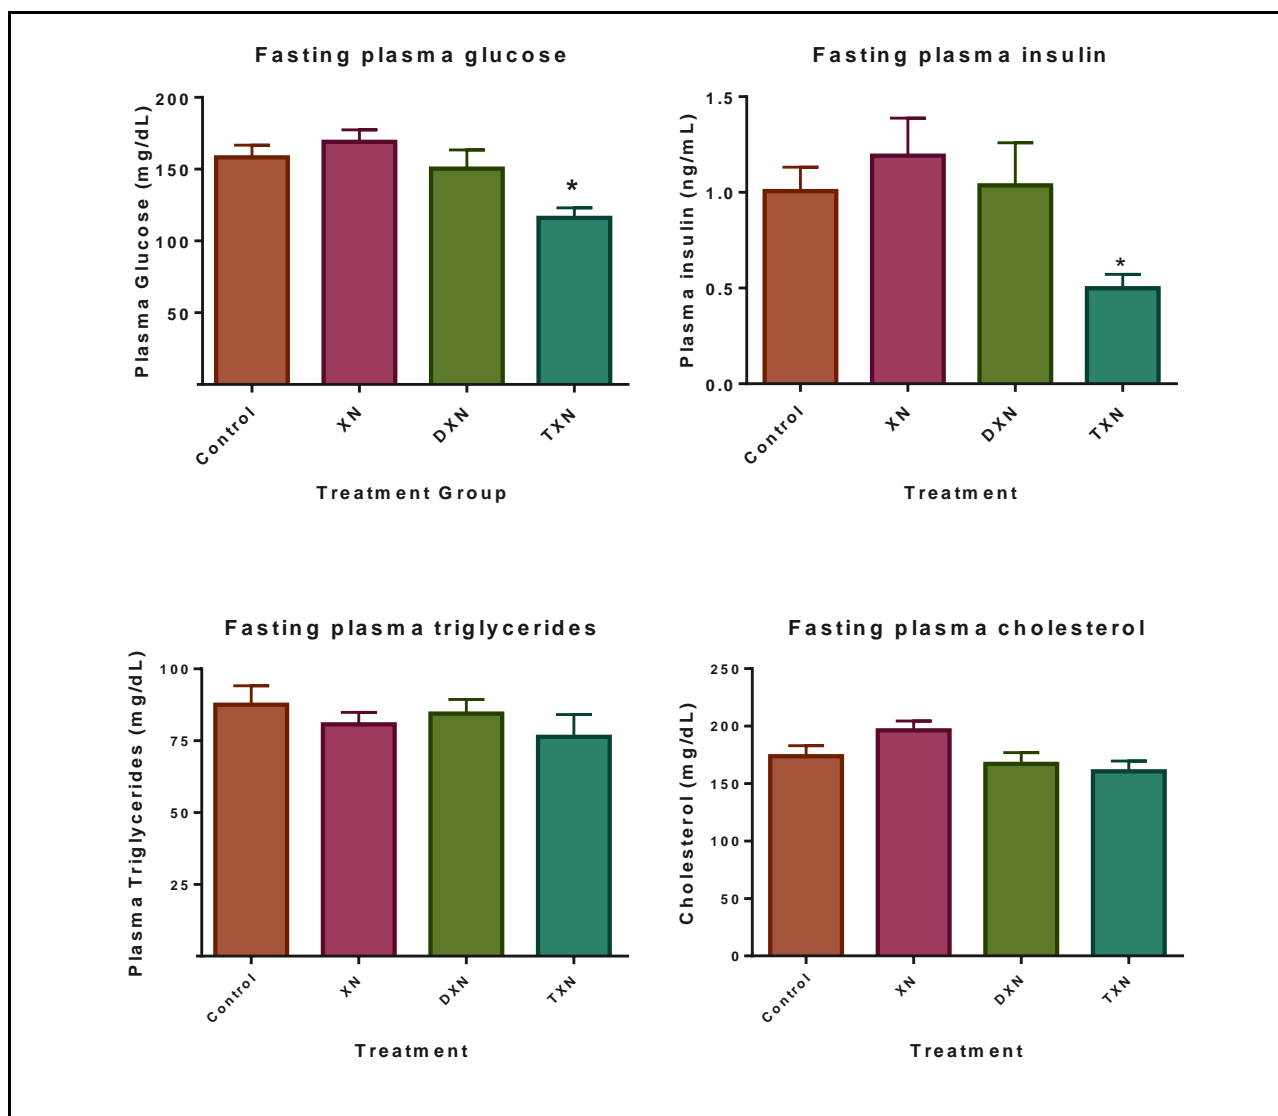 Fasting plasma glucose
Plasma Glucose (mg/dL)
200
150
100
50
*
Control
XN
DXN
TXN
Treatment Group
Fasting plasma insulin
Plasma insulin (ng/mL)
1.5
1.0
0.5
0.0
*
Control
XN
DXN
TXN
Treatment
Fasting plasma triglycerides
Plasma Triglycerides (mg/dL)
100
75
50
25
Control
XN
DXN
TXN
Treatment
Fasting plasma cholesterol
Cholesterol (mg/dL)
250
200
150
100
50
0
Control
XN
DXN
TXN
Treatment